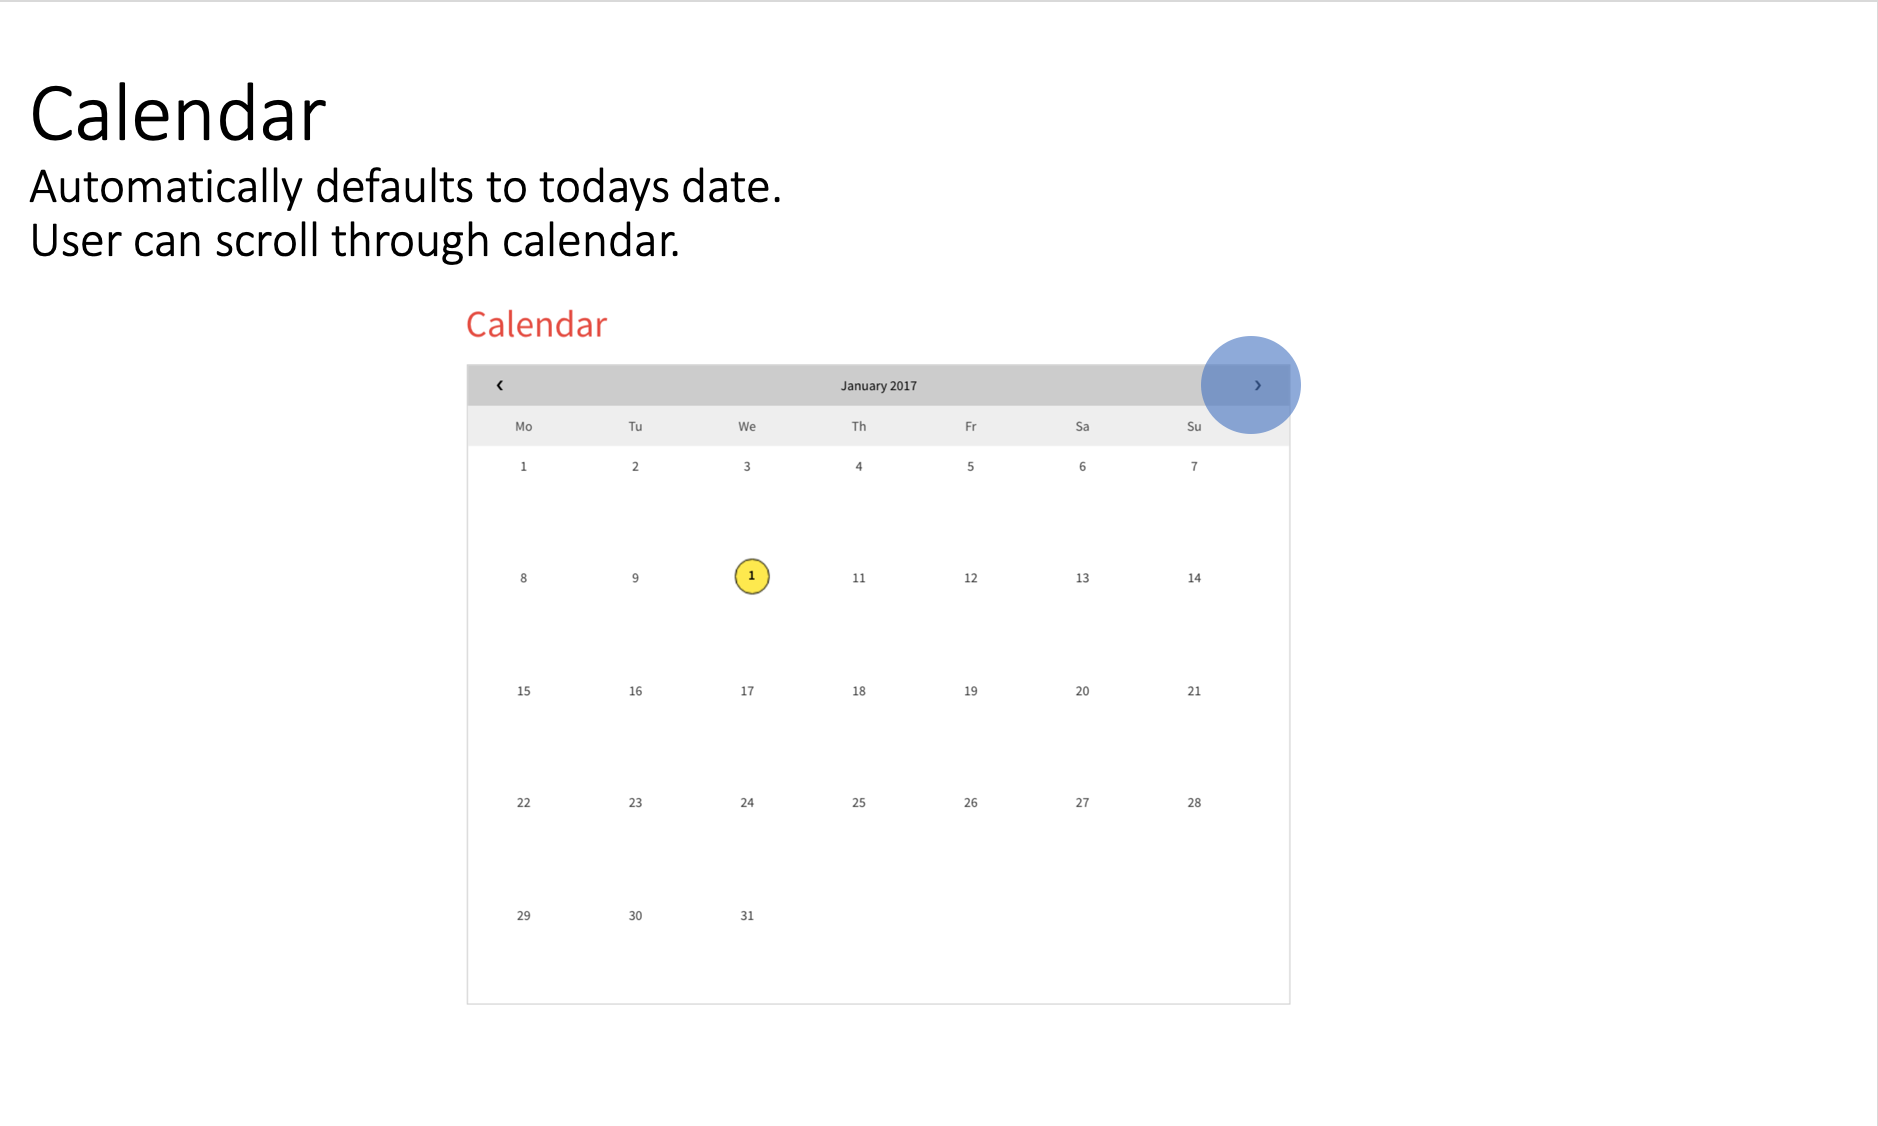 Calendar
Automatically defaults to todays date.
User can scroll through calendar.
Calendar
‹ January 2017 ›
Mo Tu We Th Fr Sa Su
1 2 3 4 5 6 7
8 9 1 11 12 13 14
15 16 17 18 19 20 21
22 23 24 25 26 27 28
29 30 31